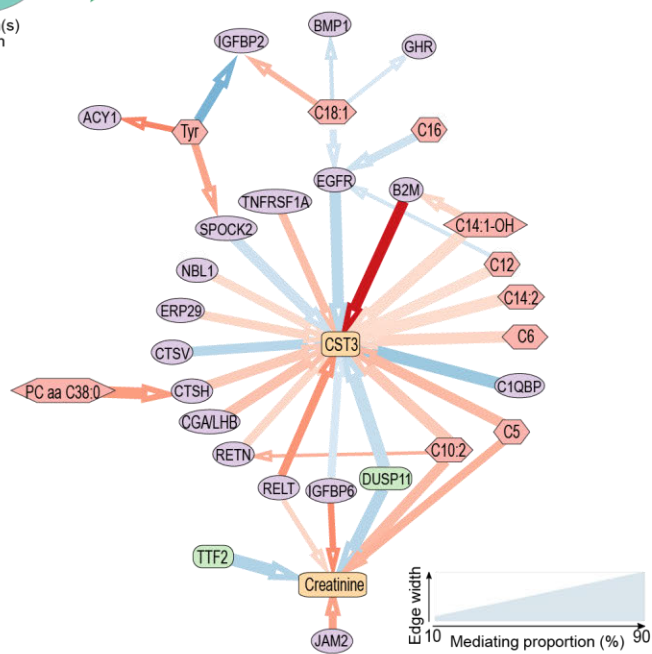 (s)
BMP1
IGFBP2
GHR
ACY1
Tyr
C18:1
C16
EGFR
B2M
TNFRSF1A
SPOCK2
C14:1-OH
NBL1
C12
ERP29
C14:2
CST3
C6
CTSV
PC aa C38:0
CTSH
C1QBP
CGA/LHB
C5
RETN
C10:2
RELT
IGFBP6
DUSP11
TTF2
Creatinine
JAM2
Edge width
10
Mediating proportion (%)
90